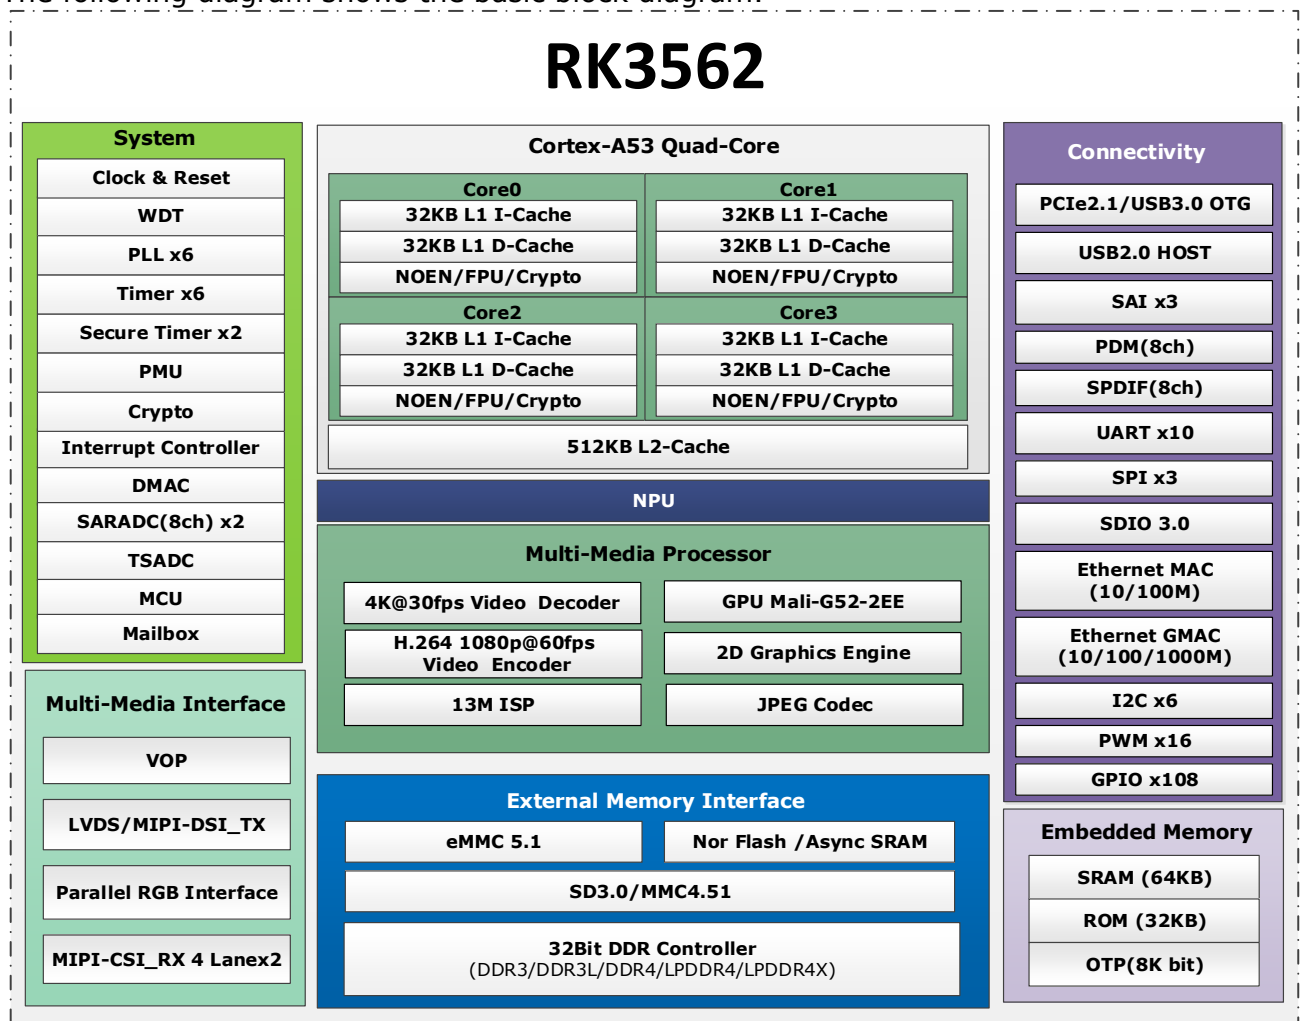 The following diagram shows the basic block diagram.
RK3562
System
Clock & Reset
WDT
PLL x6
Timer x6
Secure Timer x2
PMU
Crypto
Interrupt Controller
DMAC
SARADC(8ch) x2
TSADC
MCU
Mailbox
Multi-Media Interface
VOP
LVDS/MIPI-DSI_TX
Parallel RGB Interface
MIPI-CSI_RX 4 Lanex2
Cortex-A53 Quad-Core
Core0
32KB L1 I-Cache
32KB L1 D-Cache
NOEN/FPU/Crypto
Core1
32KB L1 I-Cache
32KB L1 D-Cache
NOEN/FPU/Crypto
Core2
32KB L1 I-Cache
32KB L1 D-Cache
NOEN/FPU/Crypto
Core3
32KB L1 I-Cache
32KB L1 D-Cache
NOEN/FPU/Crypto
512KB L2-Cache
NPU
Multi-Media Processor
4K@30fps Video Decoder
GPU Mali-G52-2EE
H.264 1080p@60fps
Video Encoder
2D Graphics Engine
13M ISP
JPEG Codec
External Memory Interface
eMMC 5.1
Nor Flash /Async SRAM
SD3.0/MMC4.51
32Bit DDR Controller
(DDR3/DDR3L/DDR4/LPDDR4/LPDDR4X)
Connectivity
PCIe2.1/USB3.0 OTG
USB2.0 HOST
SAI x3
PDM(8ch)
SPDIF(8ch)
UART x10
SPI x3
SDIO 3.0
Ethernet MAC
(10/100M)
Ethernet GMAC
(10/100/1000M)
I2C x6
PWM x16
GPIO x108
Embedded Memory
SRAM (64KB)
ROM (32KB)
OTP(8K bit)